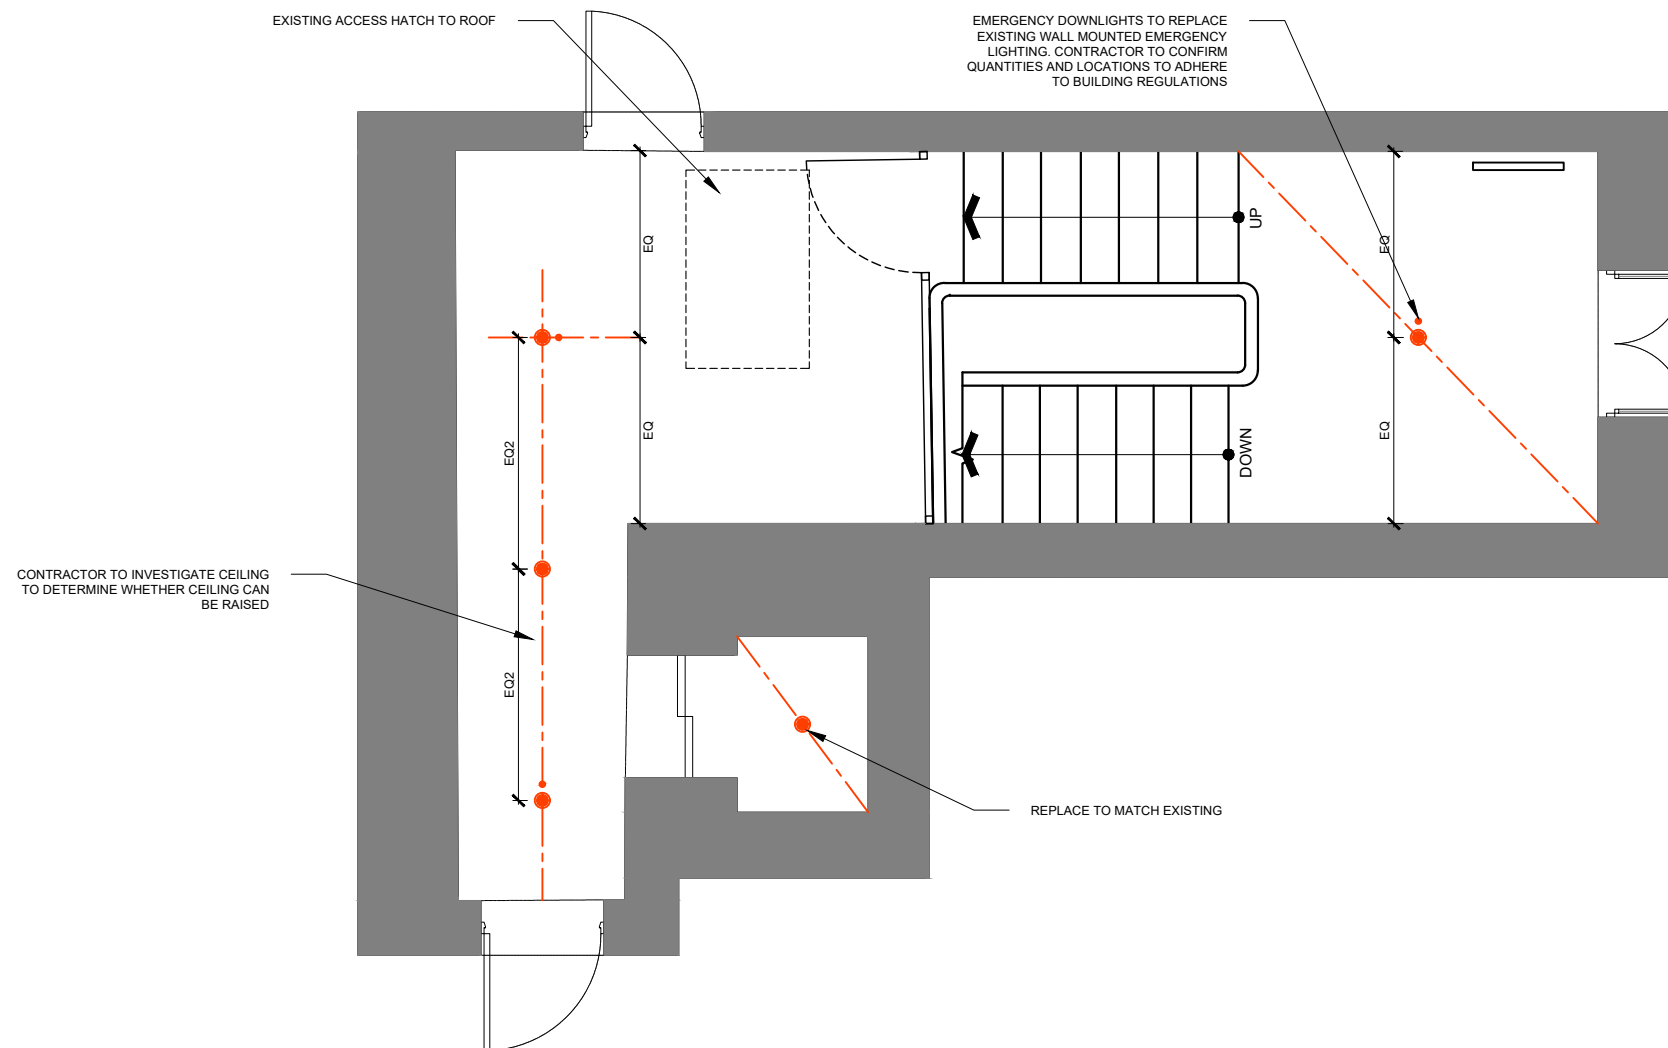 EXISTING ACCESS HATCH TO ROOF
EMERGENCY DOWNLIGHTS TO REPLACE
EXISTING WALL MOUNTED EMERGENCY
LIGHTING. CONTRACTOR TO CONFIRM
QUANTITIES AND LOCATIONS TO ADHERE
TO BUILDING REGULATIONS
UP
EQ
EQ
EQ
EQ
EQ2
DOWN
CONTRACTOR TO INVESTIGATE CEILING
TO DETERMINE WHETHER CEILING CAN
BE RAISED
EQ2
REPLACE TO MATCH EXISTING